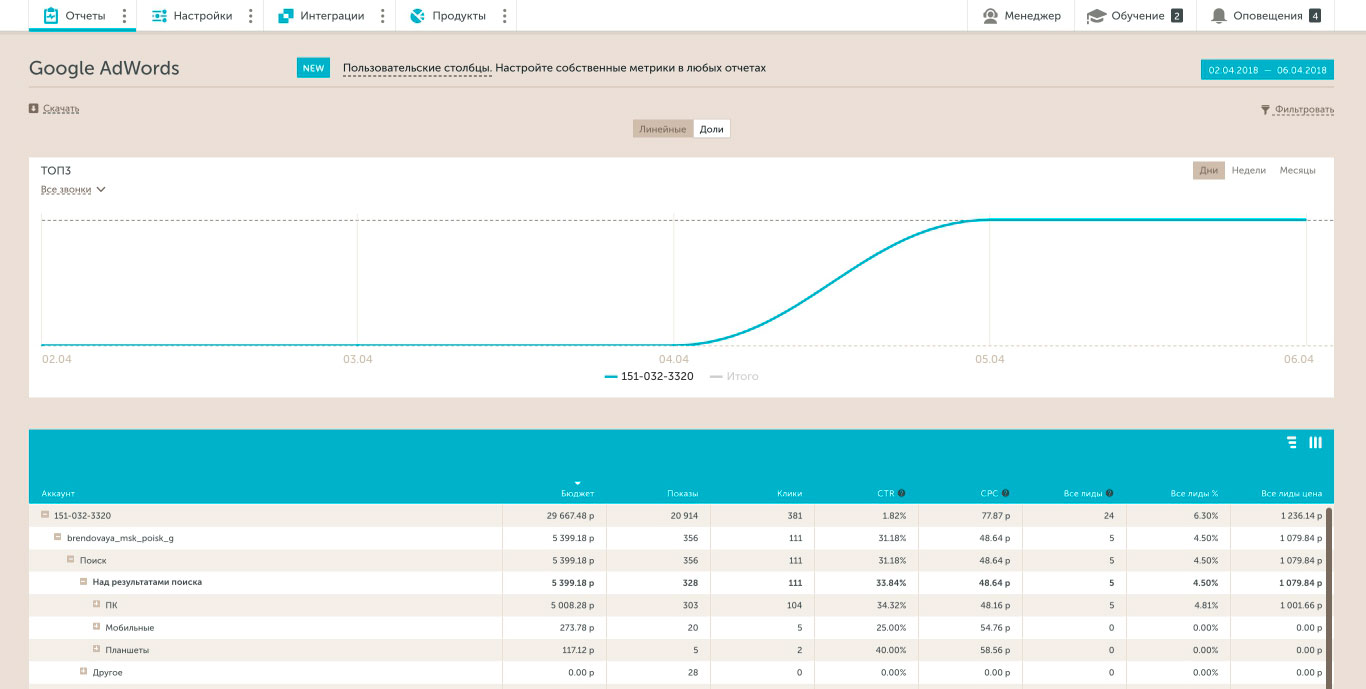 Отчеты Настройки Интеграции Продукты Менеджер Обучение 2 Оповещения 4
Google AdWords NEW Пользовательские столбцы. Настройте собственные метрики в любых отчетах 02.04.2018 — 06.04.2018
Скачать Фильтровать
Линейные Доли
ТОП3 Дни Недели Месяцы
Все звонки
02.04 03.04 04.04 05.04 06.04
151-032-3320 Итого
Аккаунт Бюджет Показы Клики CTR ? CPC ? Все лиды ? Все лиды % Все лиды цена
151-032-3320 29 667.48 р 20 914 381 1.82% 77.87 р 24 6.30% 1 236.14 р
brendovaya_msk_poisk_g 5 399.18 р 356 111 31.18% 48.64 р 5 4.50% 1 079.84 р
Поиск 5 399.18 р 356 111 31.18% 48.64 р 5 4.50% 1 079.84 р
Над результатами поиска 5 399.18 р 328 111 33.84% 48.64 р 5 4.50% 1 079.84 р
ПК 5 008.28 р 303 104 34.32% 48.16 р 5 4.81% 1 001.66 р
Мобильные 273.78 р 20 5 25.00% 54.76 р 0 0.00% 0.00 р
Планшеты 117.12 р 5 2 40.00% 58.56 р 0 0.00% 0.00 р
Другое 0.00 р 28 0 0.00% 0.00 р 0 0.00% 0.00 р